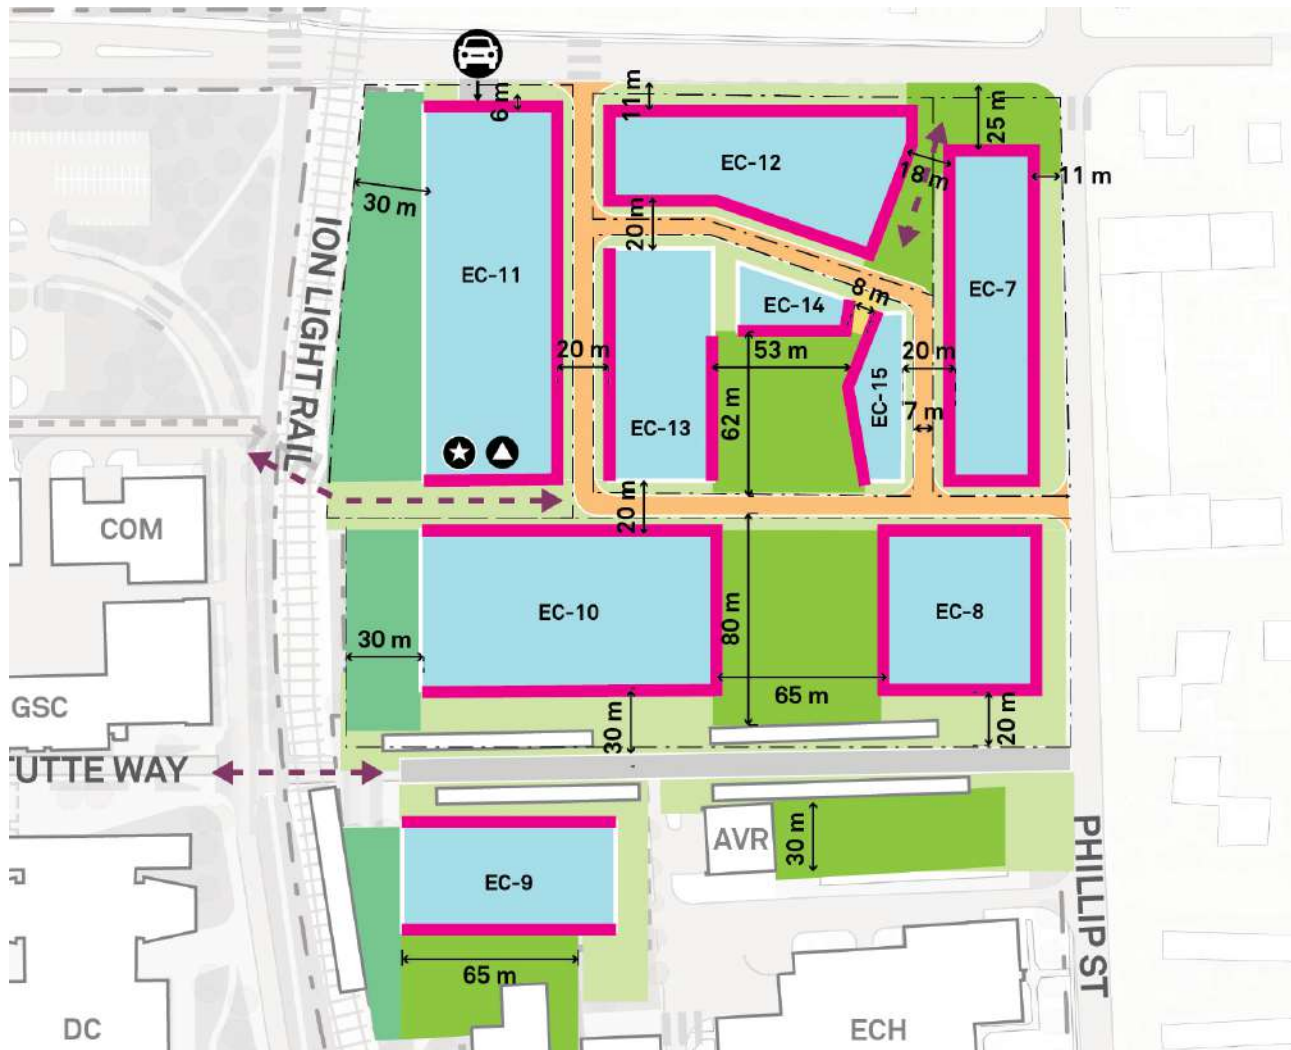 6 m
11 m
25 m
EC-12
18 m
11 m
30 m
20 m
ION LIGHT RAIL
EC-11
EC-7
EC-14
8 m
20 m
53 m
20 m
EC-15
62 m
7 m
EC-13
COM
20 m
EC-10
EC-8
30 m
80 m
65 m
GSC
30 m
20 m
UTTE WAY
AVR
30 m
PHILLIP ST
EC-9
65 m
DC
ECH